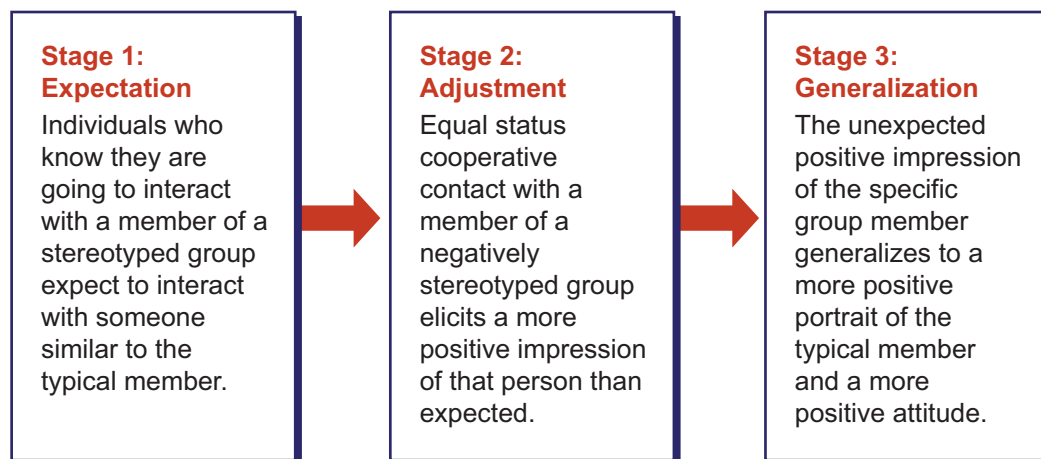 Stage 1:
Expectation
Individuals who
know they are
going to interact
with a member of a
stereotyped group
expect to interact
with someone
similar to the
typical member.
Stage 2:
Adjustment
Equal status
cooperative
contact with a
member of a
negatively
stereotyped group
elicits a more
positive impression
of that person than
expected.
Stage 3:
Generalization
The unexpected
positive impression
of the specific
group member
generalizes to a
more positive
portrait of the
typical member
and a more
positive attitude.